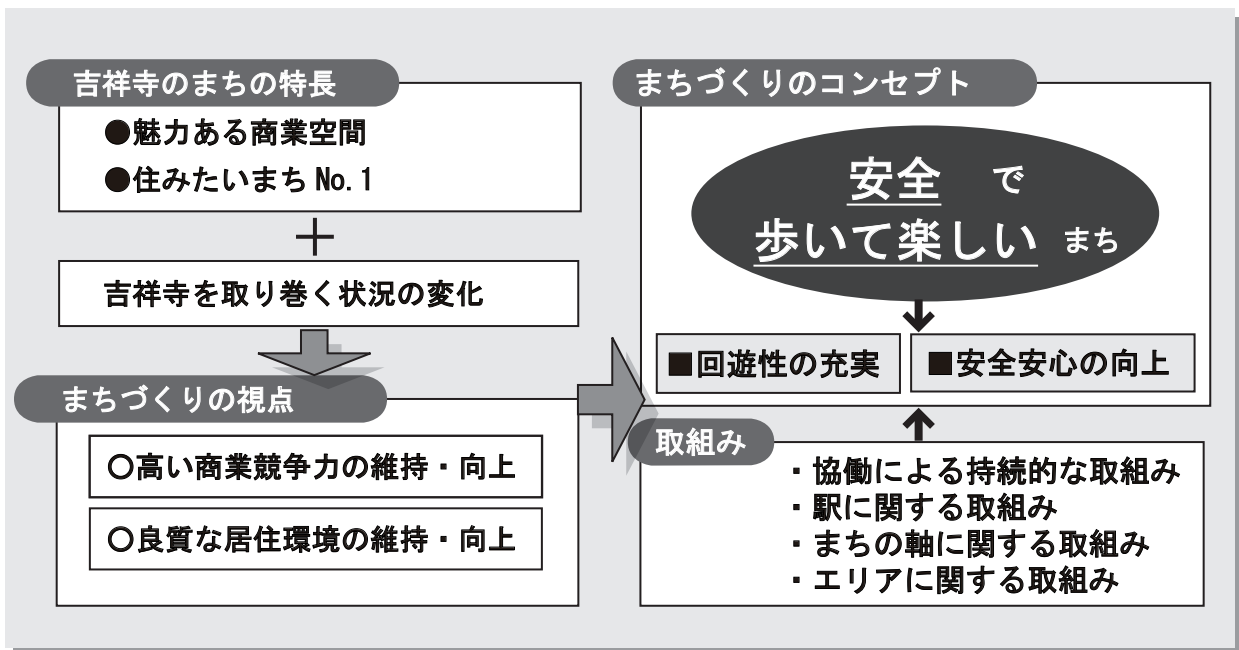 吉祥寺のまちの特長
●魅力ある商業空間
●住みたいまち No.1
＋
吉祥寺を取り巻く状況の変化
まちづくりの視点
○高い商業競争力の維持・向上
○良質な居住環境の維持・向上
まちづくりのコンセプト
安全 で
歩いて楽しい まち
■回遊性の充実
■安全安心の向上
取組み
・協働による持続的な取組み
・駅に関する取組み
・まちの軸に関する取組み
・エリアに関する取組み